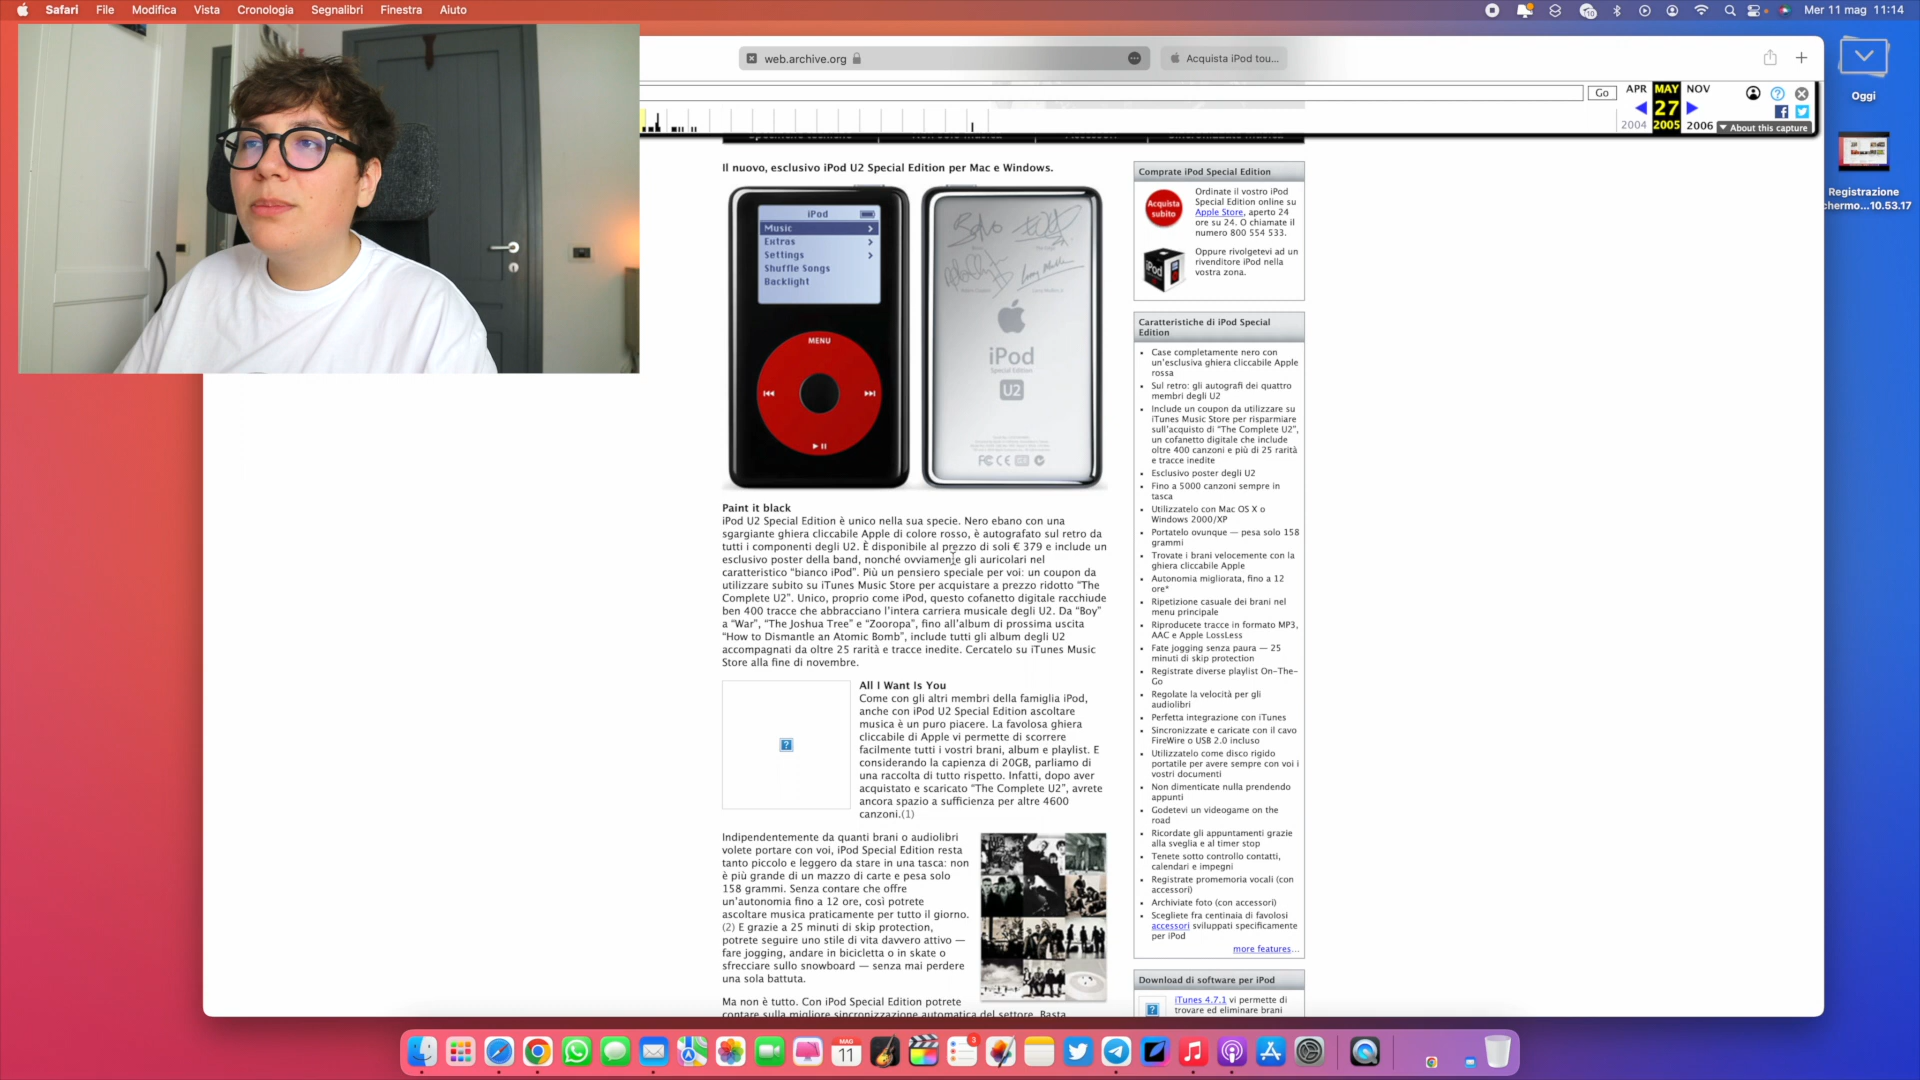 Safari File Modifica Vista Cronologia Segnalibri Finestra Aiuto
Mer 11 mag 11:14
web.archive.org
Acquista iPod tou...
Go
APR MAY NOV
27
2004 2005 2006
About this capture
Oggi
Registrazione
chermo...10.53.17
Il nuovo, esclusivo iPod U2 Special Edition per Mac e Windows.
iPod
Music
Extras
Settings
Shuffle Songs
Backlight
MENU
iPod
Special Edition
U2
Paint it black
iPod U2 Special Edition è unico nella sua specie. Nero ebano con una
sgargiante ghiera cliccabile Apple di colore rosso, è autografato sul retro da
tutti i componenti degli U2. È disponibile al prezzo di soli € 379 e include un
esclusivo poster della band, nonché ovviamente gli auricolari nel
caratteristico “bianco iPod”. Più un pensiero speciale per voi: un coupon da
utilizzare subito su iTunes Music Store per acquistare a prezzo ridotto “The
Complete U2”. Unico, proprio come iPod, questo cofanetto digitale racchiude
ben 400 tracce che abbracciano l’intera carriera musicale degli U2. Da “Boy”
a “War”, “The Joshua Tree” e “Zooropa”, fino all’album di prossima uscita
“How to Dismantle an Atomic Bomb”, include tutti gli album degli U2
accompagnati da oltre 25 rarità e tracce inedite. Cercatelo su iTunes Music
Store alla fine di novembre.
All I Want Is You
Come con gli altri membri della famiglia iPod,
anche con iPod U2 Special Edition ascoltare
musica è un puro piacere. La favolosa ghiera
cliccabile di Apple vi permette di scorrere
facilmente tutti i vostri brani, album e playlist. E
considerando la capienza di 20GB, parliamo di
una raccolta di tutto rispetto. Infatti, dopo aver
acquistato e scaricato “The Complete U2”, avrete
ancora spazio a sufficienza per altre 4600
canzoni.(1)
Indipendentemente da quanti brani o audiolibri
volete portare con voi, iPod Special Edition resta
tanto piccolo e leggero da stare in una tasca: non
è più grande di un mazzo di carte e pesa solo
158 grammi. Senza contare che offre
un’autonomia fino a 12 ore, così potrete
ascoltare musica praticamente per tutto il giorno.
(2) E grazie a 25 minuti di skip protection,
potrete seguire uno stile di vita davvero attivo —
fare jogging, andare in bicicletta o in skate o
sfrecciare sullo snowboard — senza mai perdere
una sola battuta.
Ma non è tutto. Con iPod Special Edition potrete
contare sulla migliore sincronizzazione automatica del settore. Basta
Comprate iPod Special Edition
Acquista
subito
Ordinate il vostro iPod
Special Edition online su
Apple Store, aperto 24
ore su 24. O chiamate il
numero 800 554 533.
iPod
Oppure rivolgetevi ad un
rivenditore iPod nella
vostra zona.
Caratteristiche di iPod Special
Edition
Case completamente nero con
un’esclusiva ghiera cliccabile Apple
rossa
Sul retro: gli autografi dei quattro
membri degli U2
Include un coupon da utilizzare su
iTunes Music Store per risparmiare
sull’acquisto di “The Complete U2”,
un cofanetto digitale che include
oltre 400 canzoni e più di 25 rarità
e tracce inedite
Esclusivo poster degli U2
Fino a 5000 canzoni sempre in
tasca
Utilizzatelo con Mac OS X o
Windows 2000/XP
Portatelo ovunque — pesa solo 158
grammi
Trovate i brani velocemente con la
ghiera cliccabile Apple
Autonomia migliorata, fino a 12
ore*
Ripetizione casuale dei brani nel
menu principale
Riproducete tracce in formato MP3,
AAC e Apple LossLess
Fate jogging senza paura — 25
minuti di skip protection
Registrate diverse playlist On-The-
Go
Regolate la velocità per gli
audiolibri
Perfetta integrazione con iTunes
Sincronizzate e caricate con il cavo
FireWire o USB 2.0 incluso
Utilizzatelo come disco rigido
portatile per avere sempre con voi i
vostri documenti
Non dimenticate nulla prendendo
appunti
Godetevi un videogame on the
road
Ricordate gli appuntamenti grazie
alla sveglia e al timer stop
Tenete sotto controllo contatti,
calendari e impegni
Registrate promemoria vocali (con
accessori)
Archiviate foto (con accessori)
Scegliete fra centinaia di favolosi
accessori sviluppati specificamente
per iPod
more features...
Download di software per iPod
iTunes 4.7.1 vi permette di
trovare ed eliminare brani
MAG
11
3